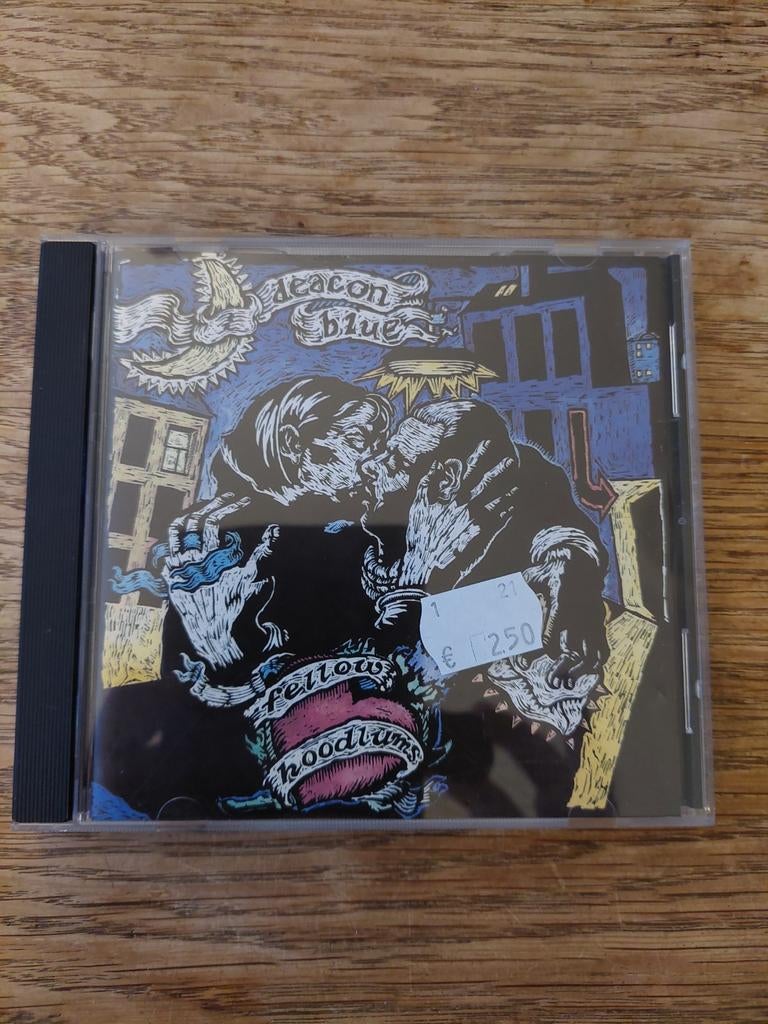 deacon
blue
1 21
€ 2.50
fellow
hoodlums